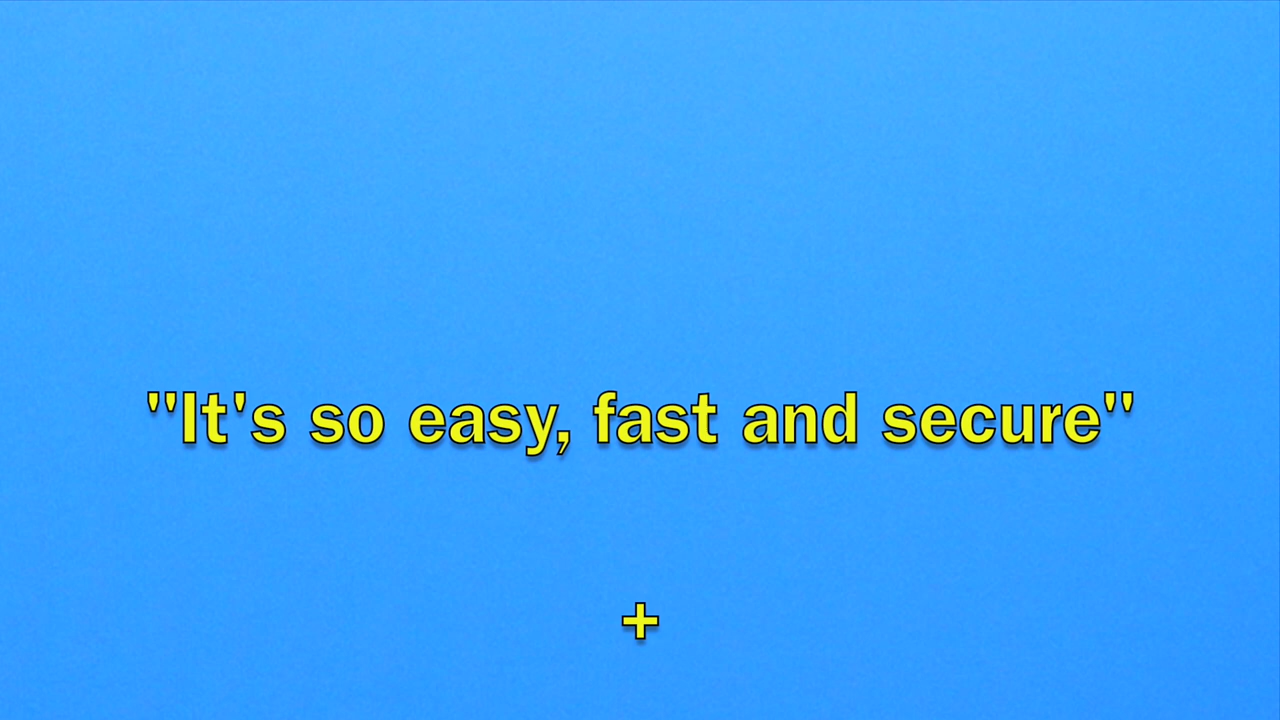 "It's so easy, fast and secure"
+